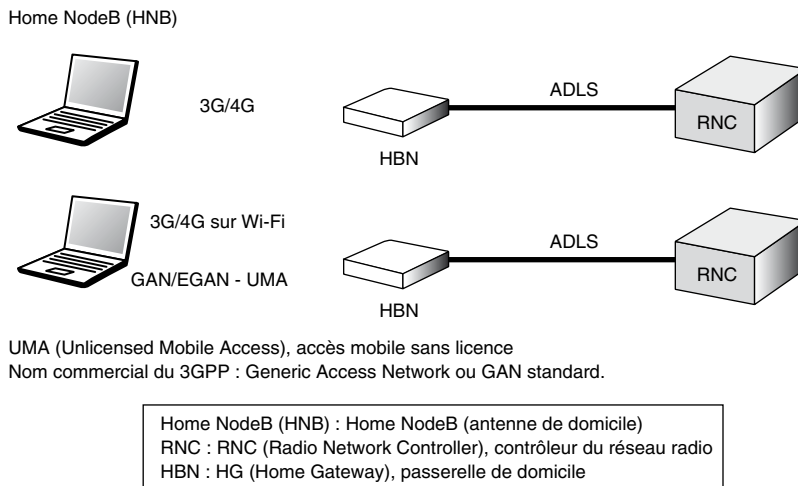 Home NodeB (HNB)
3G/4G
ADLS
RNC
HBN
3G/4G sur Wi-Fi
GAN/EGAN - UMA
ADLS
RNC
HBN
UMA (Unlicensed Mobile Access), accès mobile sans licence
Nom commercial du 3GPP : Generic Access Network ou GAN standard.
Home NodeB (HNB) : Home NodeB (antenne de domicile)
RNC : RNC (Radio Network Controller), contrôleur du réseau radio
HBN : HG (Home Gateway), passerelle de domicile